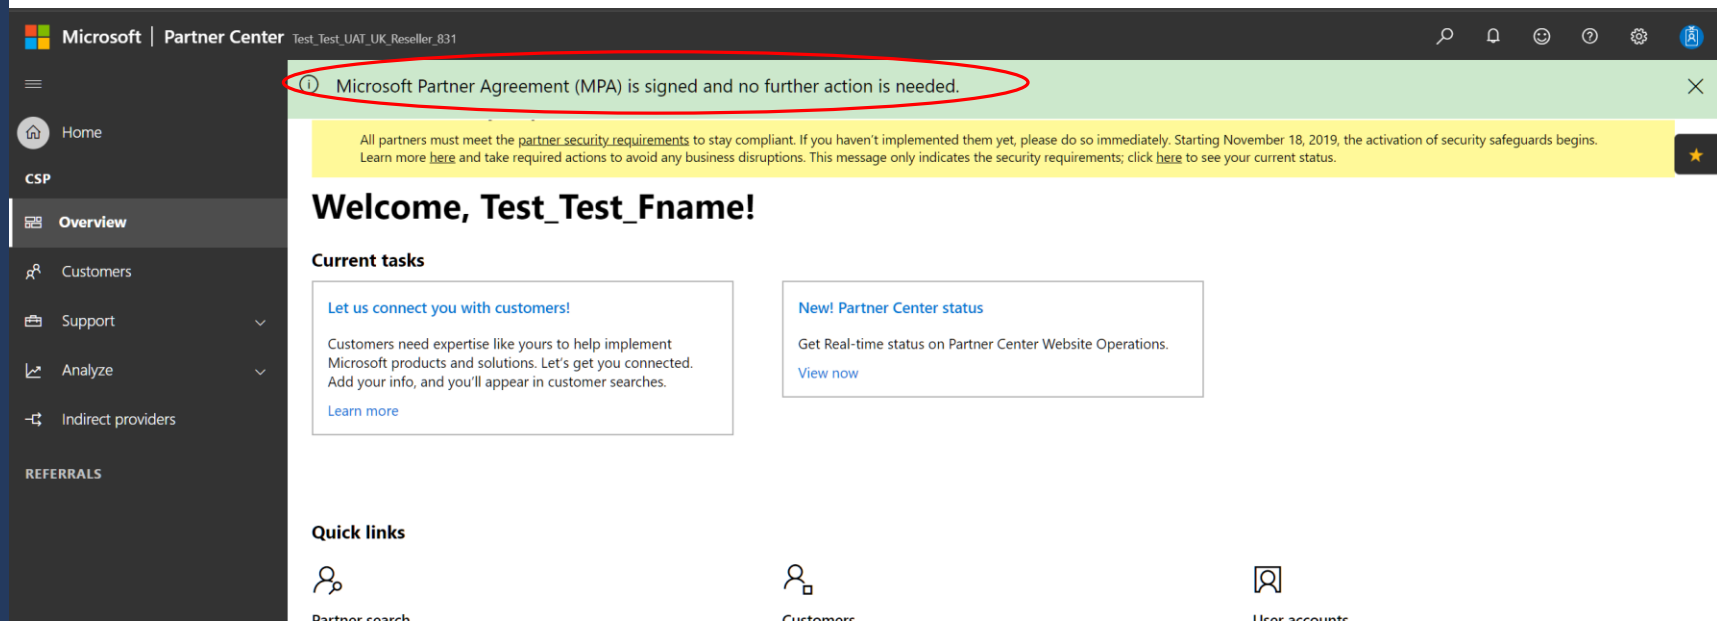 Microsoft | Partner Center Test_Test_UAT_UK_Reseller_831
Microsoft Partner Agreement (MPA) is signed and no further action is needed.
Home
All partners must meet the partner security requirements to stay compliant. If you haven't implemented them yet, please do so immediately. Starting November 18, 2019, the activation of security safeguards begins.
Learn more here and take required actions to avoid any business disruptions. This message only indicates the security requirements; click here to see your current status.
CSP
Overview
Customers
Support
Analyze
Indirect providers
REFERRALS
Welcome, Test_Test_Fname!
Current tasks
Let us connect you with customers!
Customers need expertise like yours to help implement
Microsoft products and solutions. Let's get you connected.
Add your info, and you'll appear in customer searches.
Learn more
New! Partner Center status
Get Real-time status on Partner Center Website Operations.
View now
Quick links
Partner search
Customers
User accounts